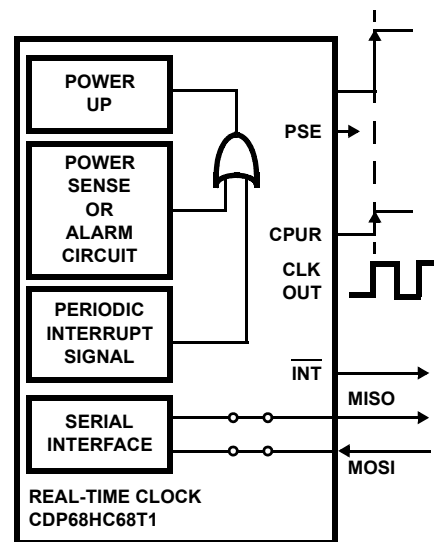 POWER
UP
PSE
POWER
SENSE
OR
ALARM
CIRCUIT
CPUR
CLK
OUT
PERIODIC
INTERRUPT
SIGNAL
INT
MISO
SERIAL
INTERFACE
MOSI
REAL-TIME CLOCK
CDP68HC68T1